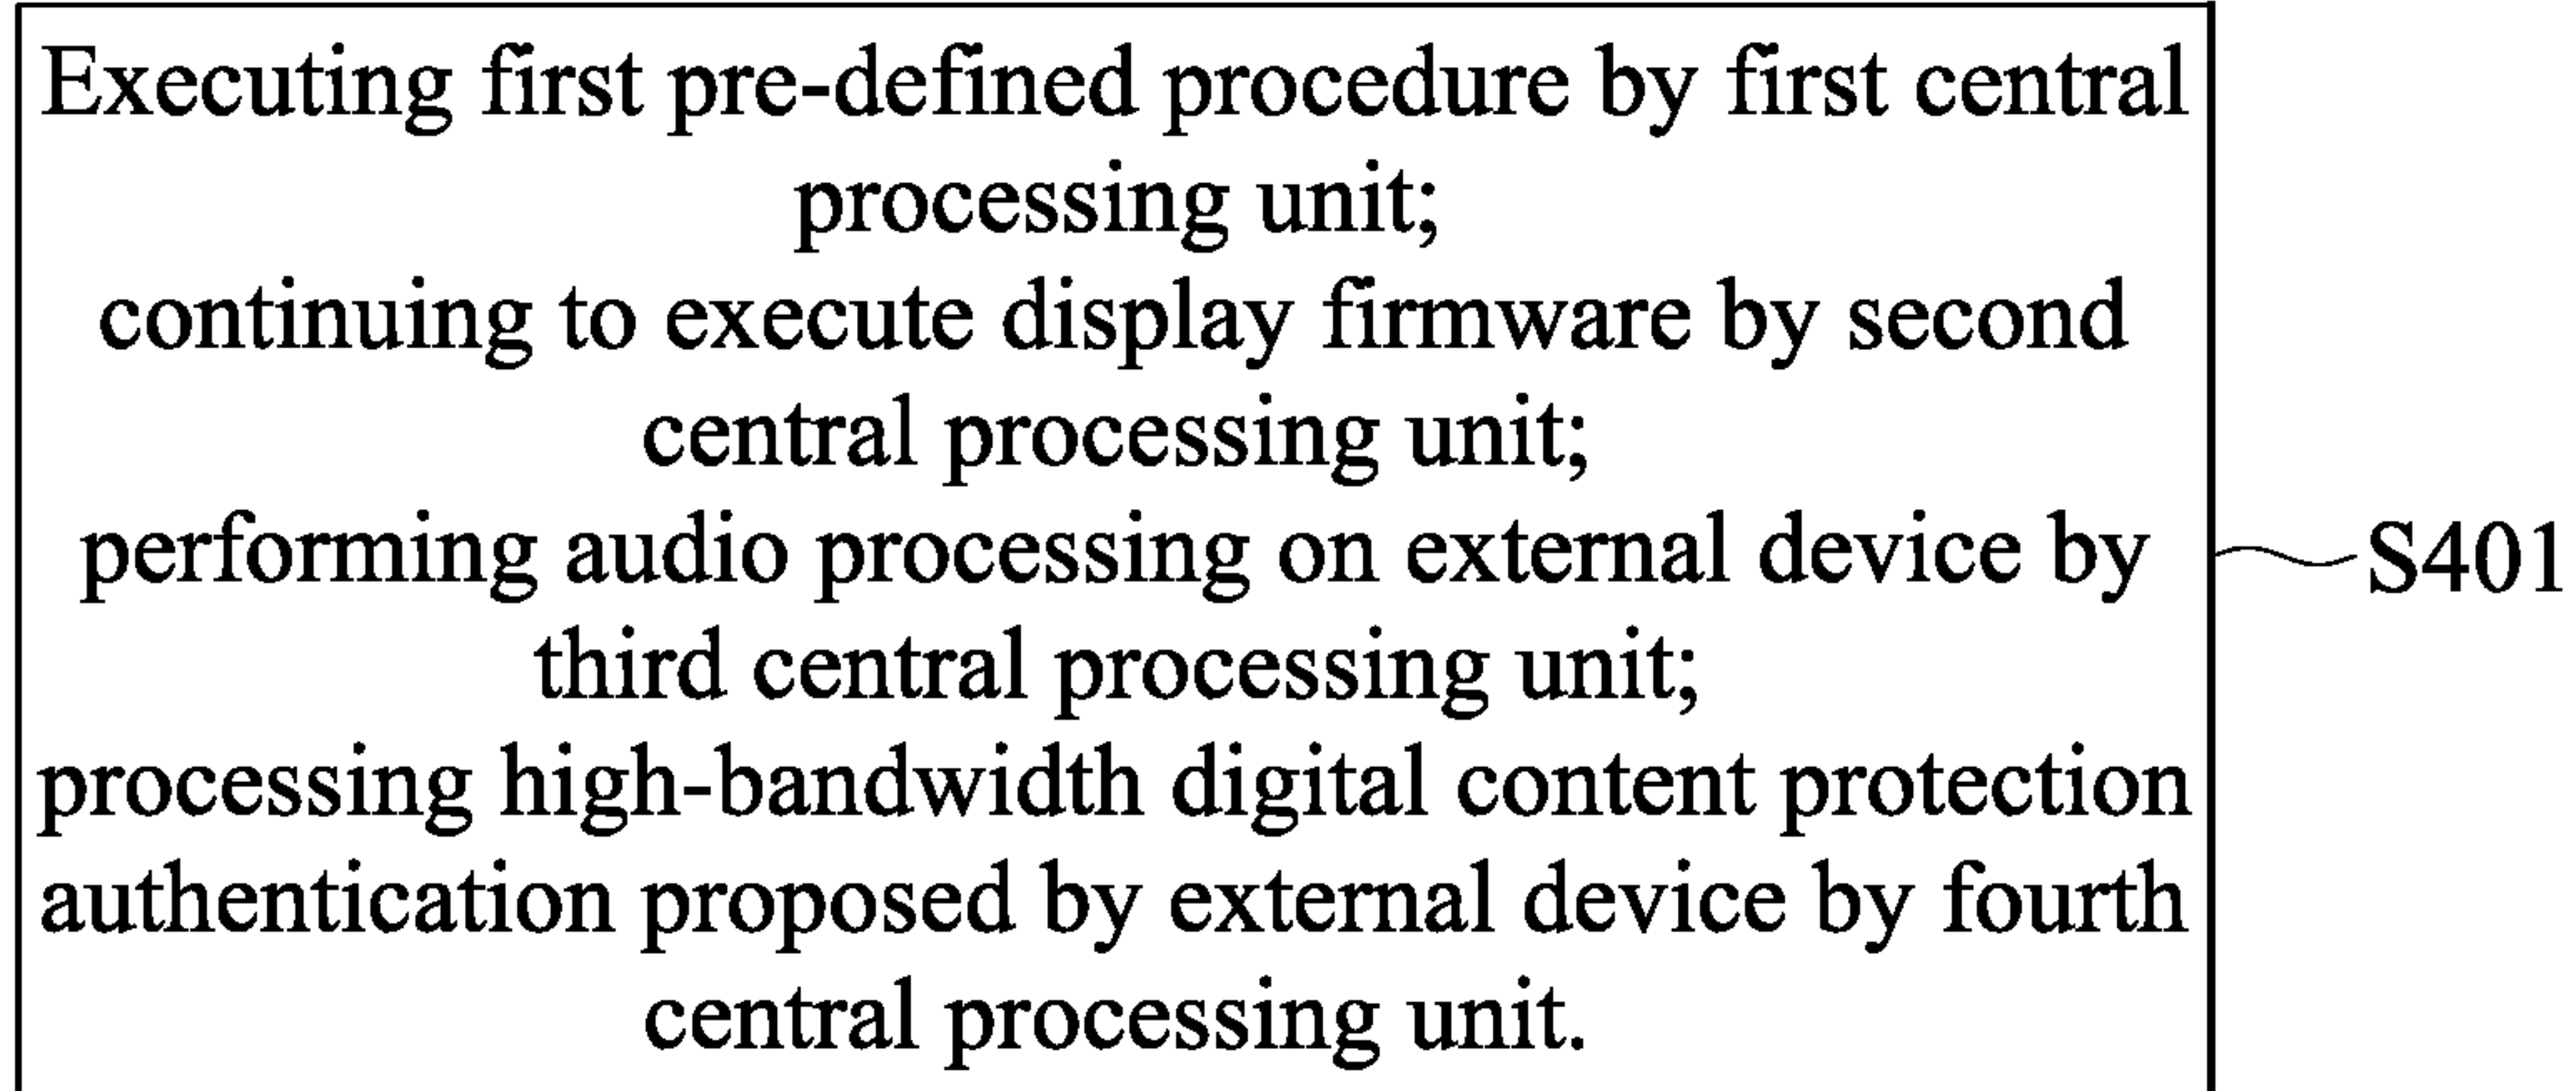 Executing first pre-defined procedure by first central
processing unit;
continuing to execute display firmware by second
central processing unit;
performing audio processing on external device by
third central processing unit;
processing high-bandwidth digital content protection
authentication proposed by external device by fourth
central processing unit.
S401